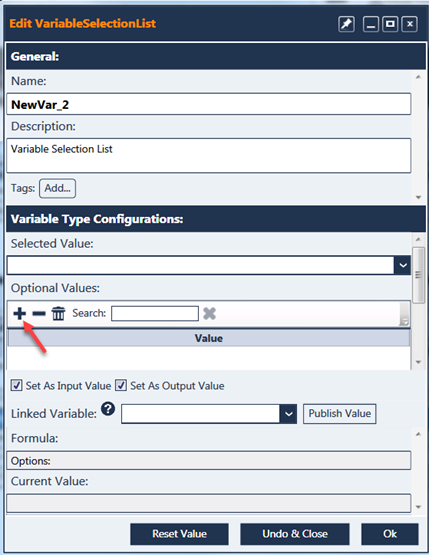 Edit VariableSelectionList
General:
Name:
NewVar_2
Description:
Variable Selection List
Tags: Add...
Variable Type Configurations:
Selected Value:
Optional Values:
Search:
Value
Set As Input Value Set As Output Value
Linked Variable: ? Publish Value
Formula:
Options:
Current Value:
Reset Value Undo & Close Ok